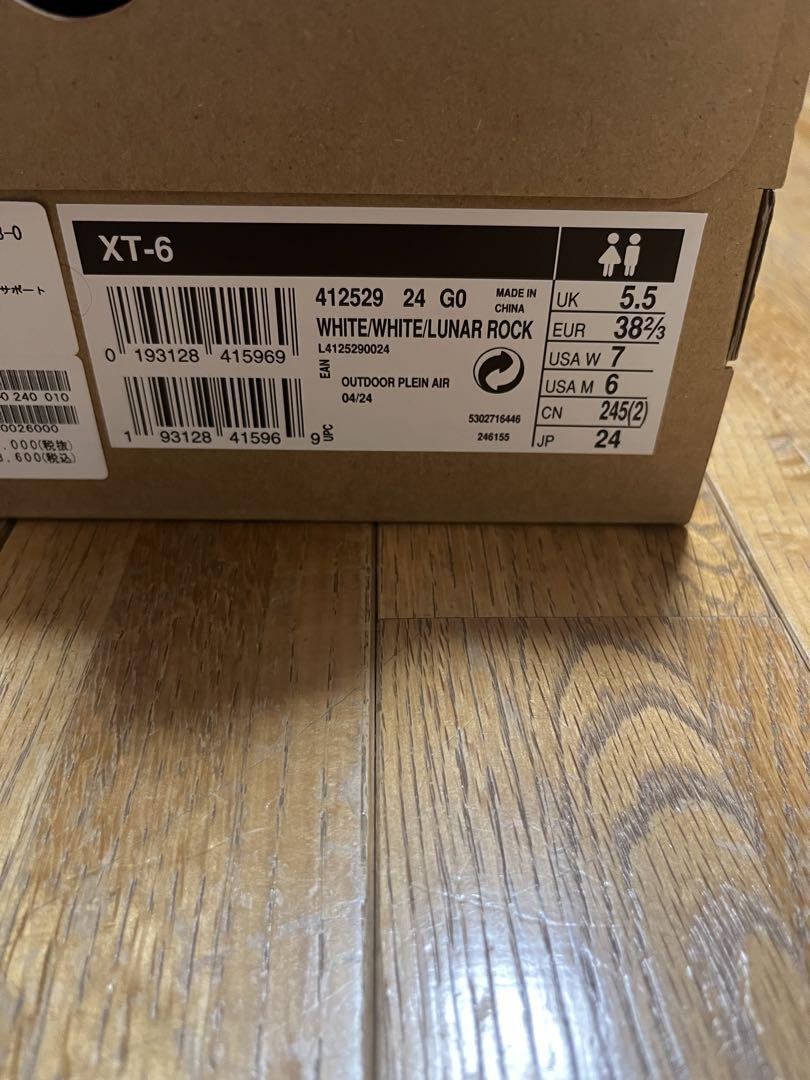 XT-6
412529 24 G0
MADE IN
CHINA
WHITE/WHITE/LUNAR ROCK
L4125290024
0 193128 415969
EAN
OUTDOOR PLEIN AIR
04/24
5302716446
246155
1 93128 41596 9
UPC
UK 5.5
EUR 38⅔
USA W 7
USA M 6
CN 245(2)
JP 24
-0
サポート
0 240 010
0026000
,000(税抜)
,600(税込)